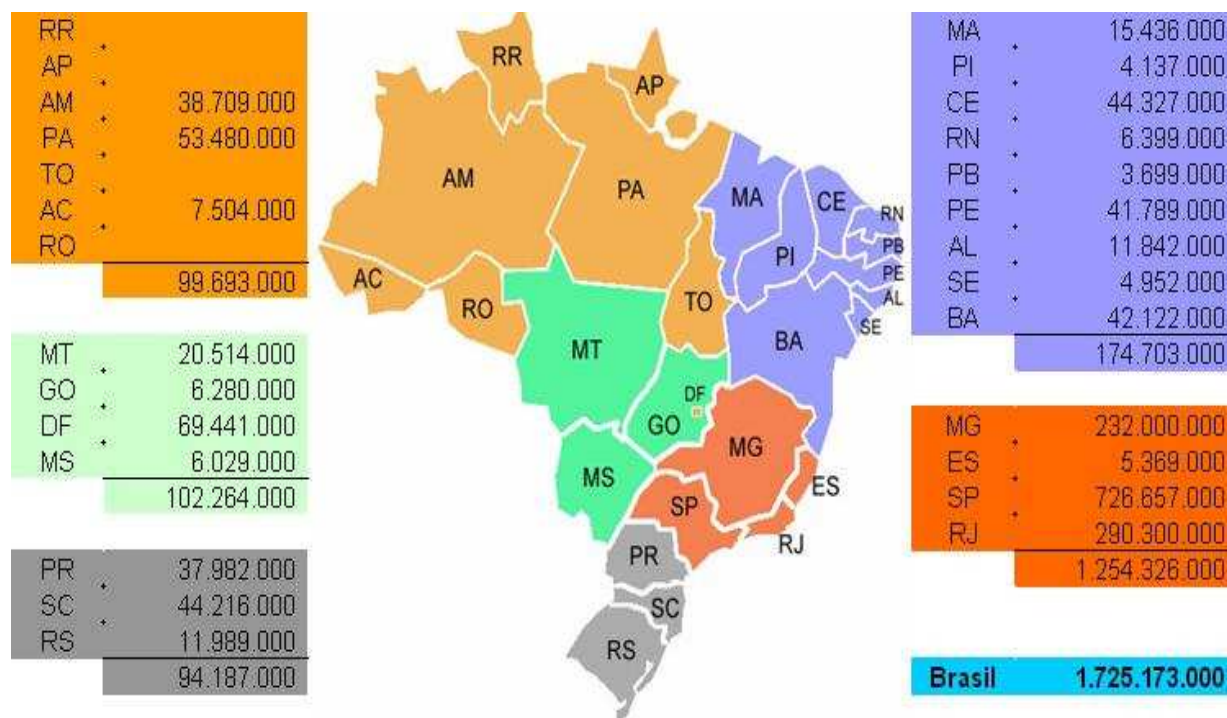 RR
AP
AM 38.709.000
PA 53.480.000
TO
AC 7.504.000
RO
99.693.000
MT 20.514.000
GO 6.280.000
DF 69.441.000
MS 6.029.000
102.264.000
PR 37.982.000
SC 44.216.000
RS 11.989.000
94.187.000
RR
AP
AM
PA
MA
CE
RN
PB
PI
PE
AL
SE
AC
RO
TO
BA
MT
DF
GO
MG
MS
ES
SP
RJ
PR
SC
RS
MA 15.436.000
PI 4.137.000
CE 44.327.000
RN 6.399.000
PB 3.699.000
PE 41.789.000
AL 11.842.000
SE 4.952.000
BA 42.122.000
174.703.000
MG 232.000.000
ES 5.369.000
SP 726.657.000
RJ 290.300.000
1.254.326.000
Brasil 1.725.173.000